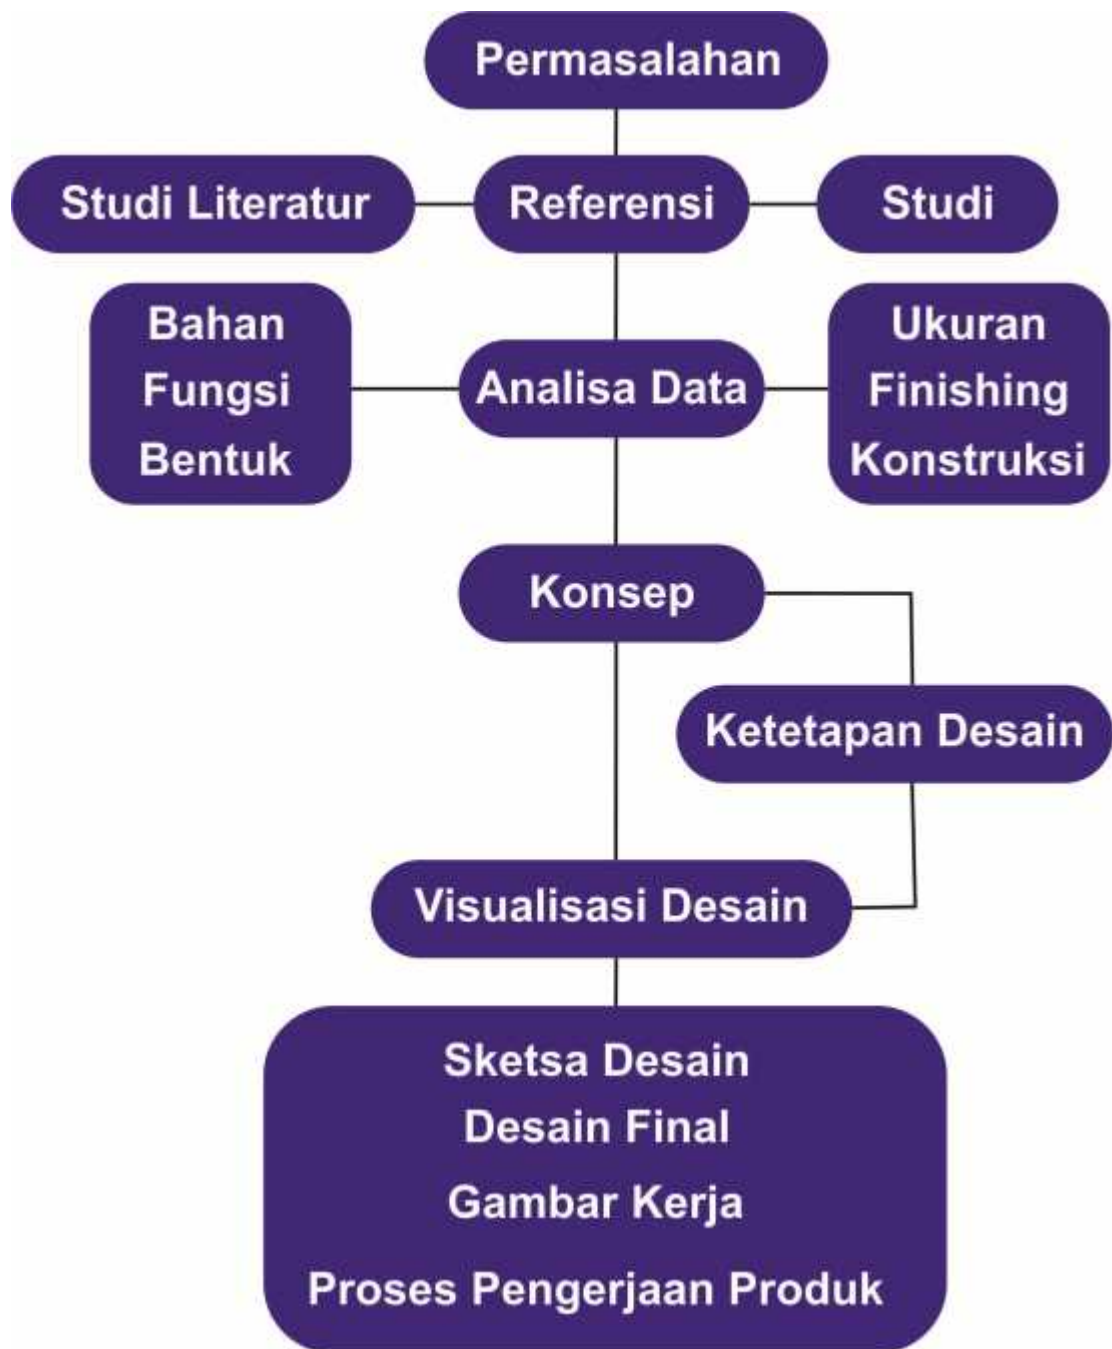 Permasalahan
Studi Literatur
Referensi
Studi
Bahan
Fungsi
Bentuk
Analisa Data
Ukuran
Finishing
Konstruksi
Konsep
Ketetapan Desain
Visualisasi Desain
Sketsa Desain
Desain Final
Gambar Kerja
Proses Pengerjaan Produk